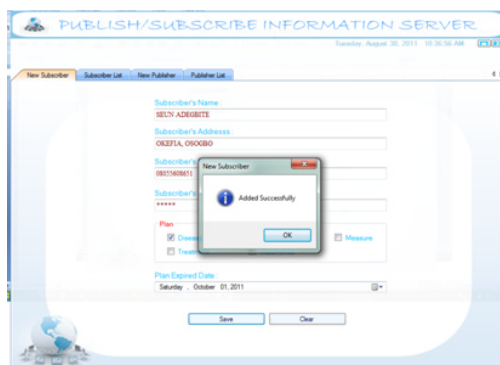 PUBLISH/SUBSCRIBE INFORMATION SERVER
Tuesday, August 30, 2011 10:36:56 AM
New Subscriber Subscriber List New Publisher Publisher List
Subscriber's Name :
SEUN ADEGBITE
Subscriber's Addresss :
OKEFIA, OSOGBO
Subscriber's
08055608651
Subscriber's
*****
New Subscriber
Added Successfully
OK
Plan
Measure
Plan Expired Date :
Saturday , October 01, 2011
Save Clear